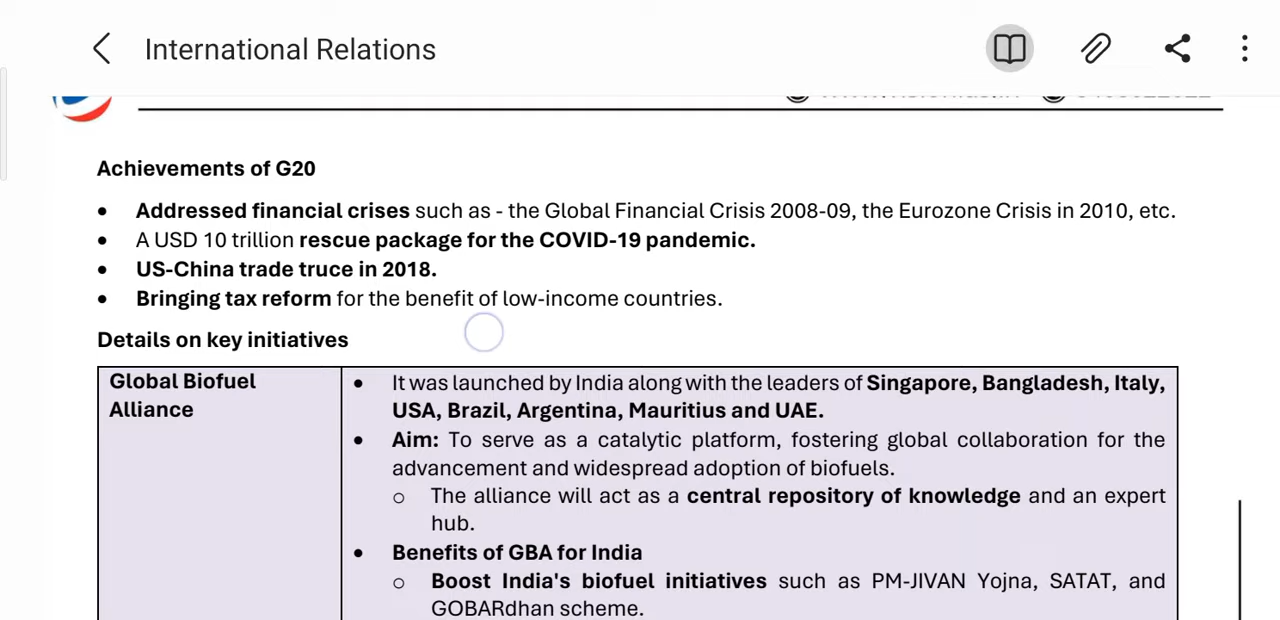 International Relations
Achievements of G20
• Addressed financial crises such as - the Global Financial Crisis 2008-09, the Eurozone Crisis in 2010, etc.
• A USD 10 trillion rescue package for the COVID-19 pandemic.
• US-China trade truce in 2018.
• Bringing tax reform for the benefit of low-income countries.
Details on key initiatives
Global Biofuel
Alliance
• It was launched by India along with the leaders of Singapore, Bangladesh, Italy,
USA, Brazil, Argentina, Mauritius and UAE.
• Aim: To serve as a catalytic platform, fostering global collaboration for the
advancement and widespread adoption of biofuels.
o The alliance will act as a central repository of knowledge and an expert
hub.
• Benefits of GBA for India
o Boost India's biofuel initiatives such as PM-JIVAN Yojna, SATAT, and
GOBARdhan scheme.